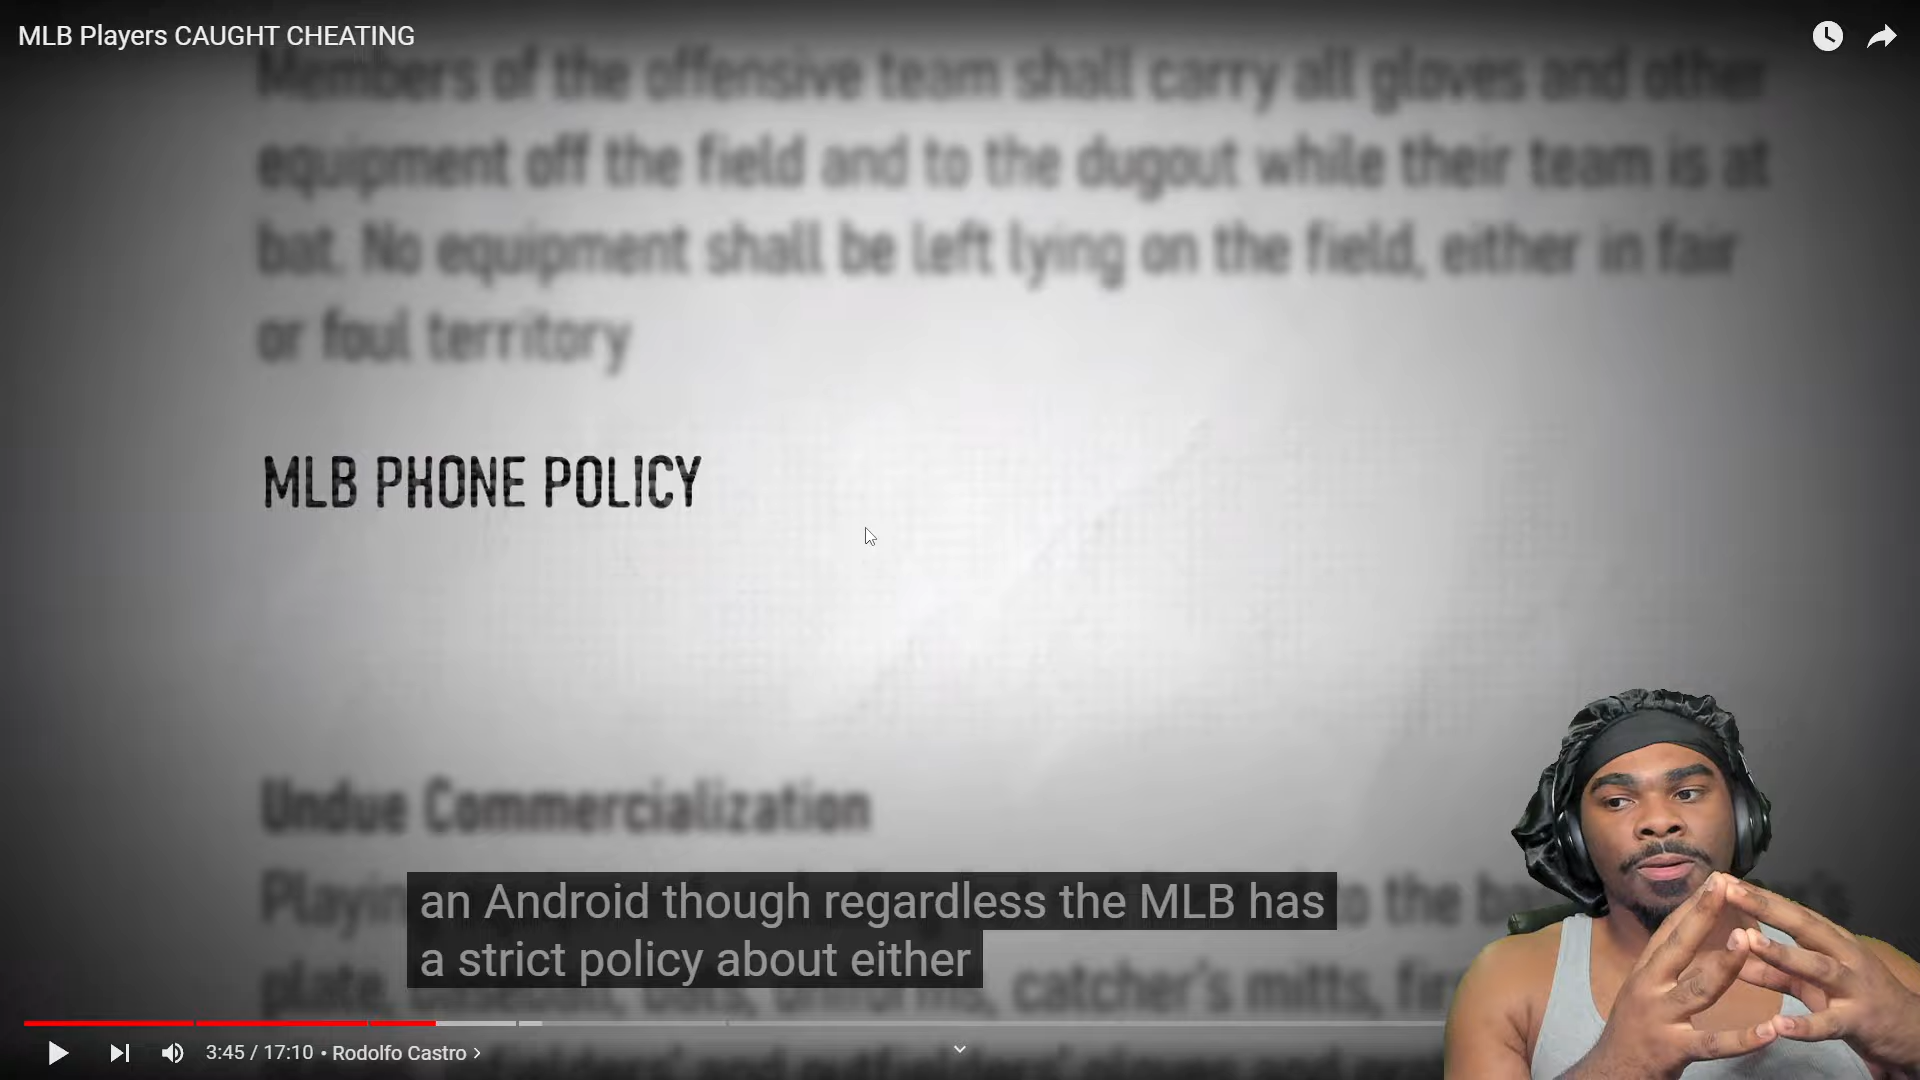 MLB Players CAUGHT CHEATING
Members of the offensive team shall carry all gloves and other
equipment off the field and to the dugout while their team is at
bat. No equipment shall be left lying on the field, either in fair
or foul territory
MLB PHONE POLICY
Undue Commercialization
an Android though regardless the MLB has
to the
a strict policy about either
plate, catcher's mitts,
3:45 / 17:10 • Rodolfo Castro >